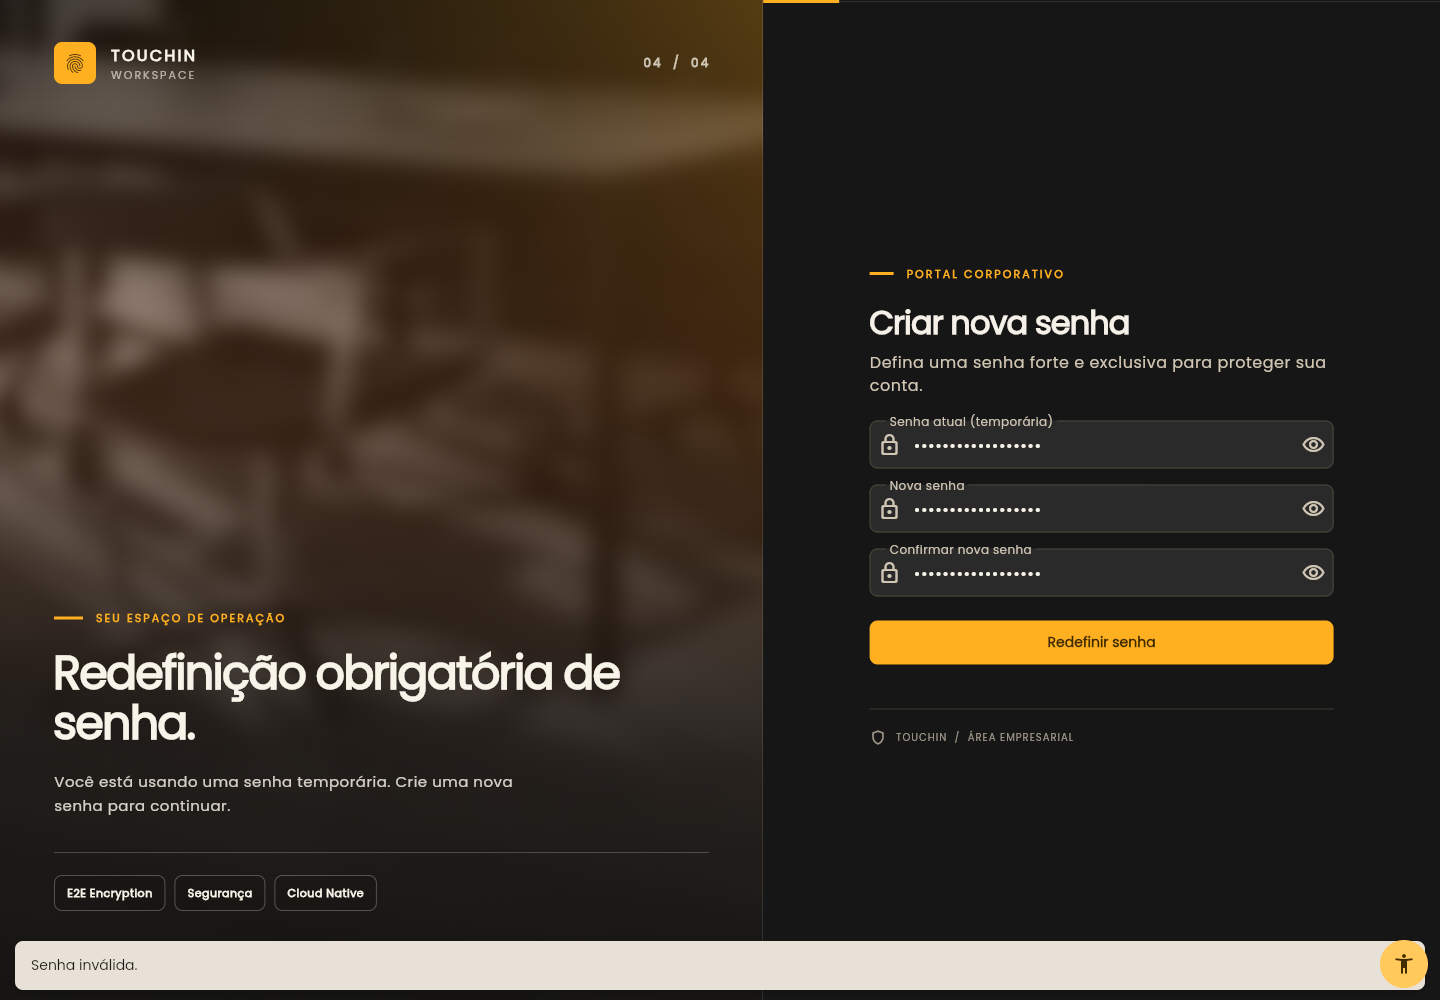 TOUCHIN
WORKSPACE
04 / 04
SEU ESPAÇO DE OPERAÇÃO
Redefinição obrigatória de
senha.
Você está usando uma senha temporária. Crie uma nova
senha para continuar.
E2E Encryption
Segurança
Cloud Native
PORTAL CORPORATIVO
Criar nova senha
Defina uma senha forte e exclusiva para proteger sua
conta.
Senha atual (temporária)
••••••••••••••••••
Nova senha
••••••••••••••••••
Confirmar nova senha
••••••••••••••••••
Redefinir senha
TOUCHIN / ÁREA EMPRESARIAL
Senha inválida.